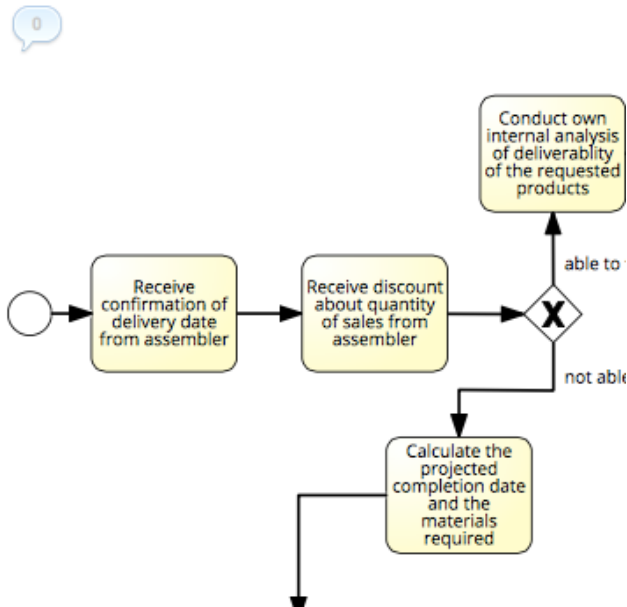 0
Conduct own
internal analysis
of deliverablity
of the requested
products
able to
Receive
confirmation of
delivery date
from assembler
Receive discount
about quantity
of sales from
assembler
X
not able
Calculate the
projected
completion date
and the
materials
required